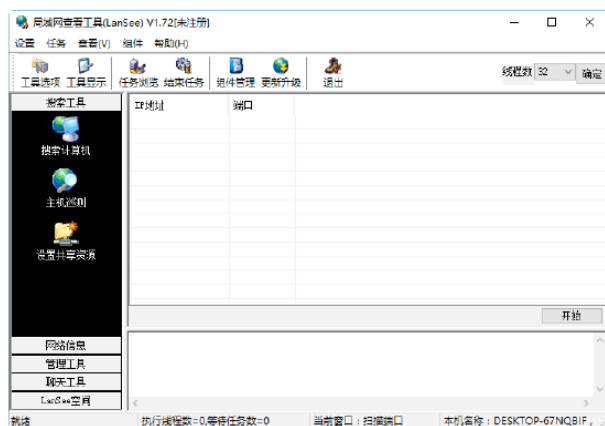 局域网查看工具(LanSee) V1.72[未注册]
设置 任务 查看(V) 组件 帮助(H)
工具选项 工具显示 任务浏览 结束任务 组件管理 更新升级 退出 线程数 32 确定
搜索工具 IP地址 端口
搜索计算机
主机巡测
设置共享资源
开始
网络信息
管理工具
聊天工具
LanSee空间
就绪 执行线程数=0,等待任务数=0 当前窗口：扫描端口 本机名称：DESKTOP-67NQBIF，